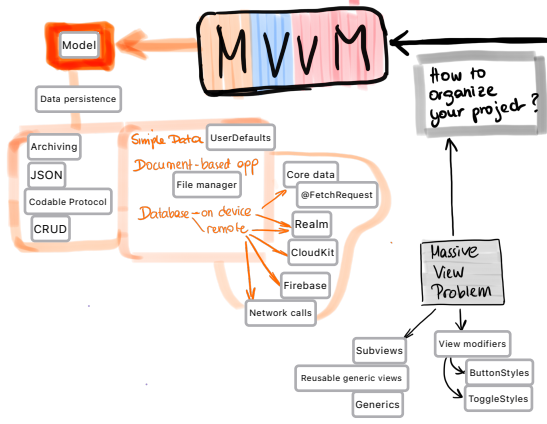 Model
MVVM
How to
organize
your project?
Data persistence
Archiving
JSON
Codable Protocol
CRUD
Simple Data
UserDefaults
Document-based app
File manager
Database - on device
remote
Core data
@FetchRequest
Realm
CloudKit
Firebase
Network calls
Massive
View
Problem
Subviews
Reusable generic views
Generics
View modifiers
ButtonStyles
ToggleStyles